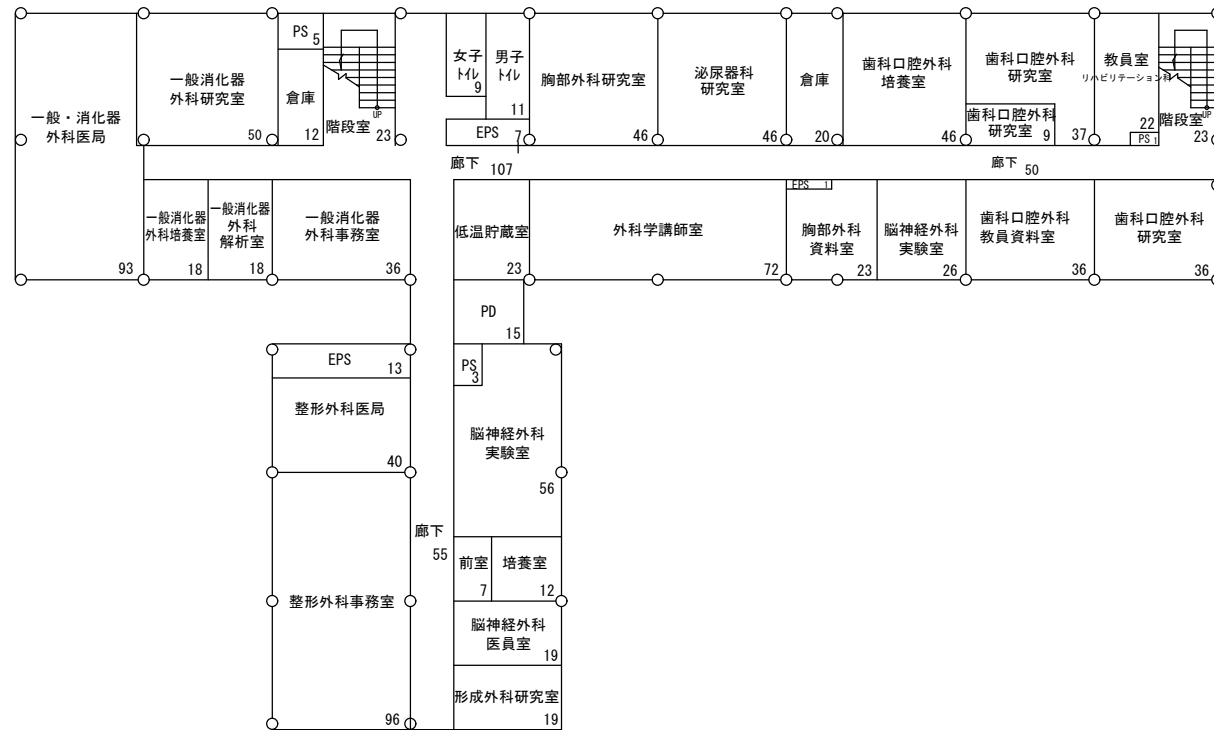 一般・消化器
外科医局
93
一般消化器
外科研究室
50
PS 5
倉庫
12
UP
階段室
23
女子
トイレ
9
男子
トイレ
11
EPS
7
胸部外科研究室
46
泌尿器科
研究室
46
倉庫
20
歯科口腔外科
培養室
46
歯科口腔外科
研究室
37
歯科口腔外科
研究室
9
教員室
リハビリテーション科
22
PS 1
UP
階段室
23
廊下 107
廊下 50
一般消化器
外科培養室
18
一般消化器
外科
解析室
18
一般消化器
外科事務室
36
低温貯蔵室
23
外科学講師室
72
EPS 1
胸部外科
資料室
23
脳神経外科
実験室
26
歯科口腔外科
教員資料室
36
歯科口腔外科
研究室
36
PD
15
EPS
13
PS
3
整形外科医局
40
脳神経外科
実験室
56
廊下
55
前室
7
培養室
12
整形外科事務室
96
脳神経外科
医員室
19
形成外科研究室
19